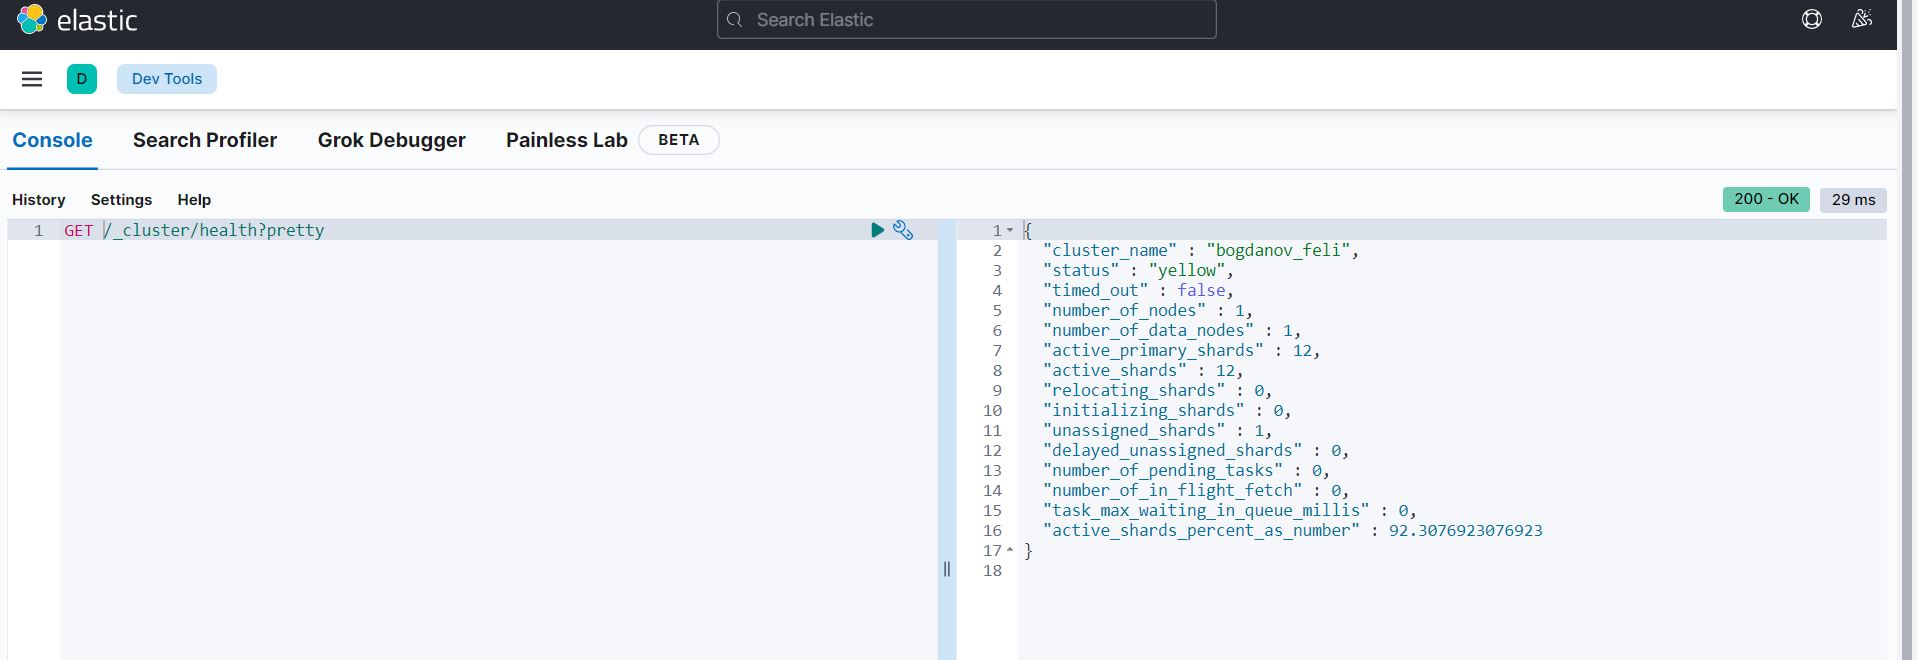 elastic
Search Elastic
D
Dev Tools
Console Search Profiler Grok Debugger Painless Lab BETA
History Settings Help
200 - OK 29 ms
1 GET /_cluster/health?pretty
1 {
2 "cluster_name" : "bogdanov_feli",
3 "status" : "yellow",
4 "timed_out" : false,
5 "number_of_nodes" : 1,
6 "number_of_data_nodes" : 1,
7 "active_primary_shards" : 12,
8 "active_shards" : 12,
9 "relocating_shards" : 0,
10 "initializing_shards" : 0,
11 "unassigned_shards" : 1,
12 "delayed_unassigned_shards" : 0,
13 "number_of_pending_tasks" : 0,
14 "number_of_in_flight_fetch" : 0,
15 "task_max_waiting_in_queue_millis" : 0,
16 "active_shards_percent_as_number" : 92.3076923076923
17 }
18